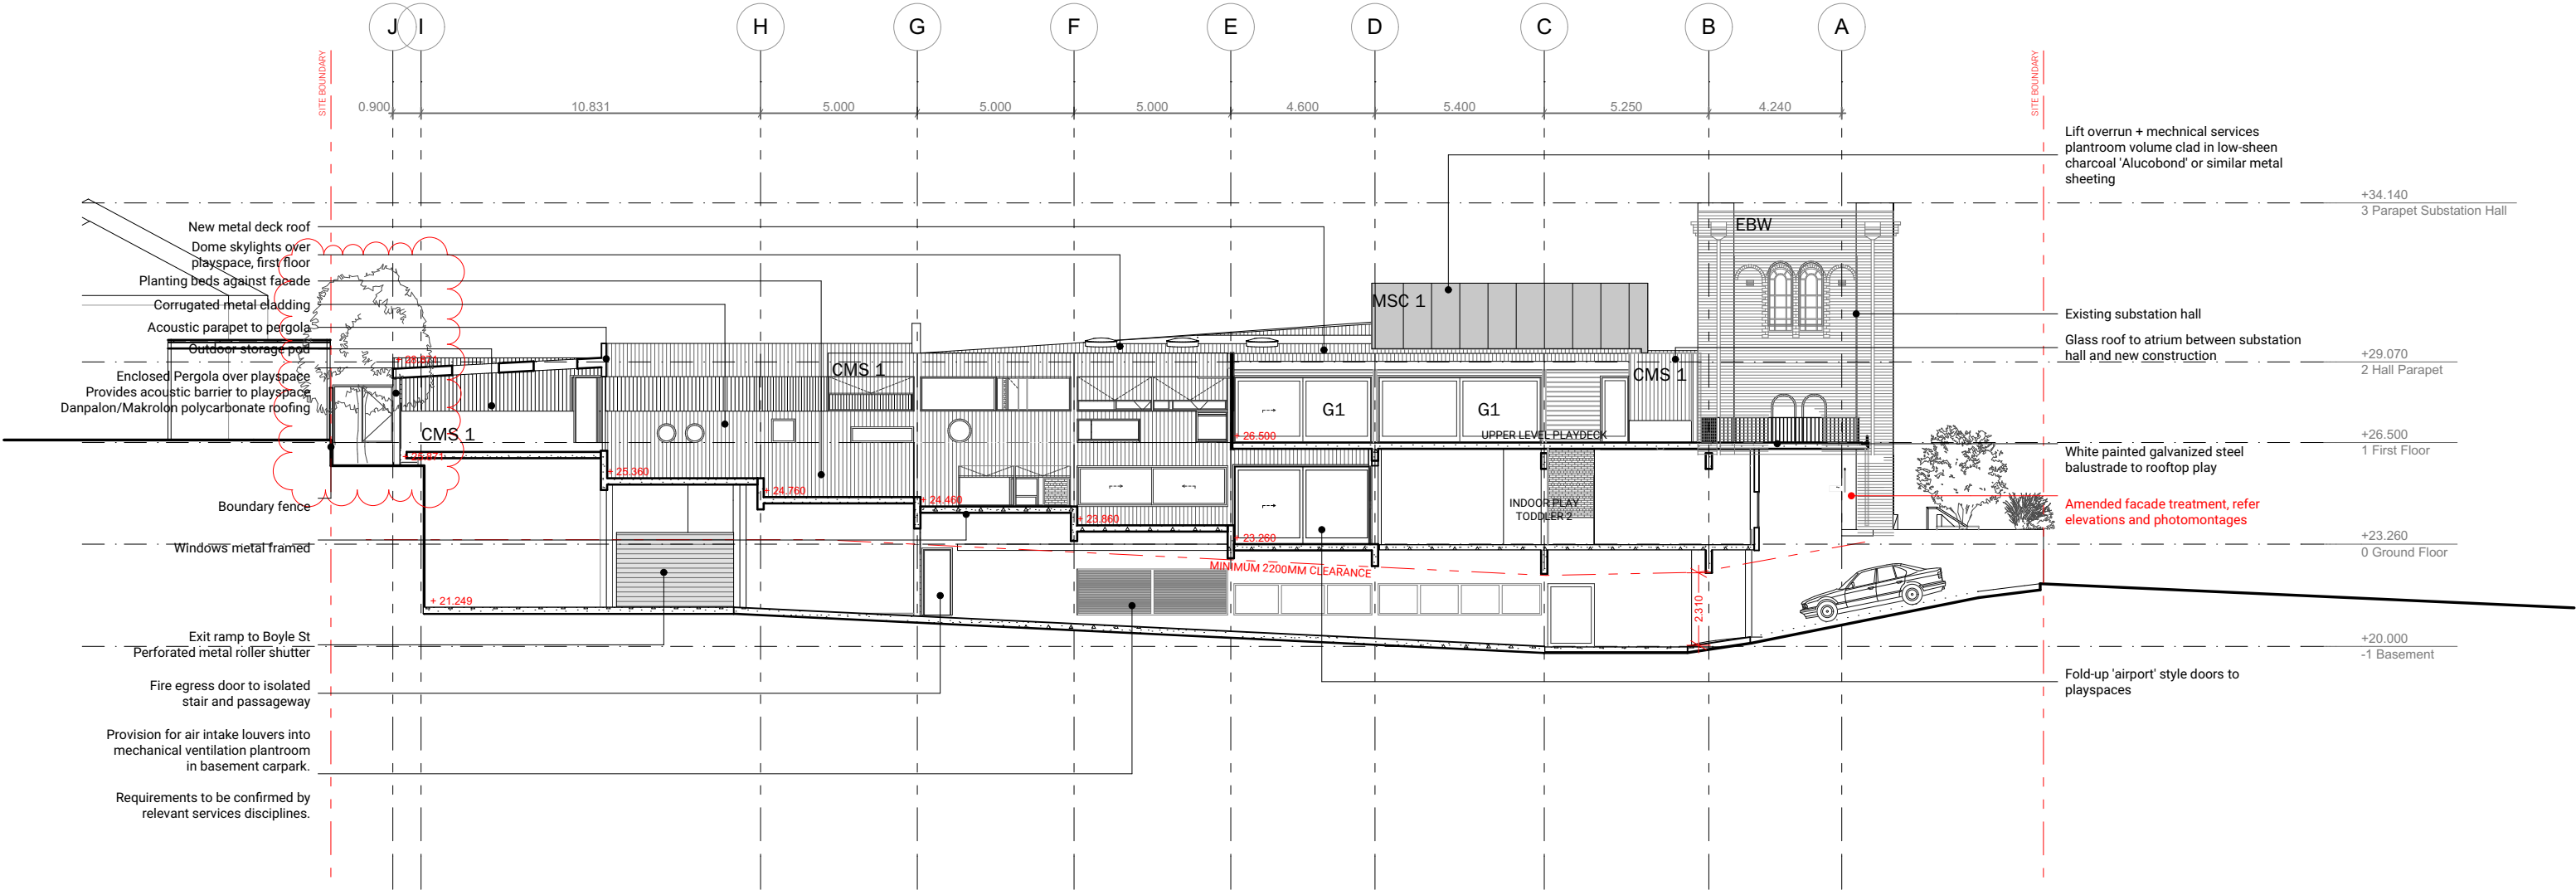 J I H G F E D C B A
SITE BOUNDARY
SITE BOUNDARY
0.900 10.831 5.000 5.000 5.000 4.600 5.400 5.250 4.240
New metal deck roof
Dome skylights over
playspace, first floor
Planting beds against facade
Corrugated metal cladding
Acoustic parapet to pergola
Outdoor storage pod
Enclosed Pergola over playspace
Provides acoustic barrier to playspace
Danpalon/Makrolon polycarbonate roofing
Boundary fence
Windows metal framed
Exit ramp to Boyle St
Perforated metal roller shutter
Fire egress door to isolated
stair and passageway
Provision for air intake louvers into
mechanical ventilation plantroom
in basement carpark.
Requirements to be confirmed by
relevant services disciplines.
CMS 1
CMS 1
MSC 1
CMS 1
EBW
G1
G1
UPPER LEVEL PLAYDECK
INDOOR PLAY
TODDLER 2
+ 25.360
+ 24.760
+ 24.460
+ 23.860
+ 26.500
+ 23.260
+ 21.249
MINIMUM 2200MM CLEARANCE
2.310
Lift overrun + mechnical services
plantroom volume clad in low-sheen
charcoal 'Alucobond' or similar metal
sheeting
Existing substation hall
Glass roof to atrium between substation
hall and new construction
White painted galvanized steel
balustrade to rooftop play
Amended facade treatment, refer
elevations and photomontages
Fold-up 'airport' style doors to
playspaces
+34.140
3 Parapet Substation Hall
+29.070
2 Hall Parapet
+26.500
1 First Floor
+23.260
0 Ground Floor
+20.000
-1 Basement